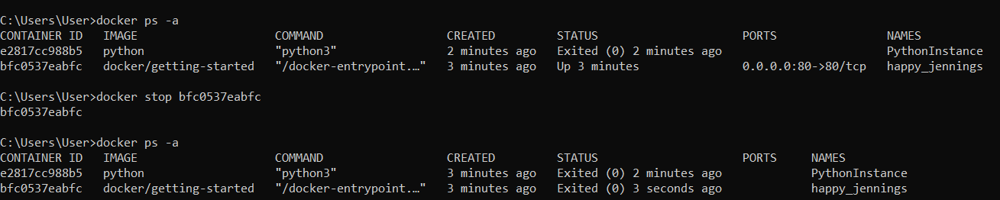 C:\Users\User>docker ps -a
CONTAINER ID   IMAGE                    COMMAND                  CREATED         STATUS                     PORTS                NAMES
e2817cc988b5   python                   "python3"                2 minutes ago   Exited (0) 2 minutes ago                        PythonInstance
bfc0537eabfc   docker/getting-started   "/docker-entrypoint.…"   3 minutes ago   Up 3 minutes               0.0.0.0:80->80/tcp   happy_jennings
C:\Users\User>docker stop bfc0537eabfc
bfc0537eabfc
C:\Users\User>docker ps -a
CONTAINER ID   IMAGE                    COMMAND                  CREATED         STATUS                     PORTS     NAMES
e2817cc988b5   python                   "python3"                3 minutes ago   Exited (0) 2 minutes ago             PythonInstance
bfc0537eabfc   docker/getting-started   "/docker-entrypoint.…"   3 minutes ago   Exited (0) 3 seconds ago             happy_jennings